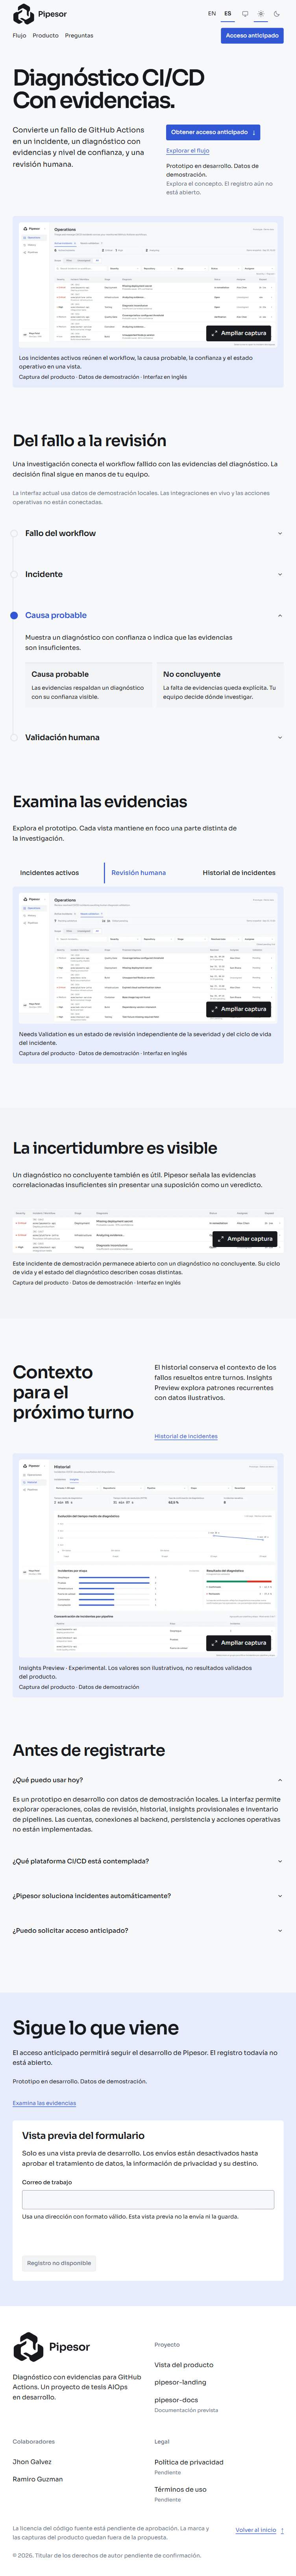 Pipesor
EN ES
Flujo Producto Preguntas
Acceso anticipado
Diagnóstico CI/CD
Con evidencias.
Convierte un fallo de GitHub Actions
en un incidente, un diagnóstico con
evidencias y nivel de confianza, y una
revisión humana.
Obtener acceso anticipado ↓
Explorar el flujo
Prototipo en desarrollo. Datos de
demostración.
Explora el concepto. El registro aún no
está abierto.
Operations
Ampliar captura
Los incidentes activos reúnen el workflow, la causa probable, la confianza y el estado
operativo en una vista.
Captura del producto · Datos de demostración · Interfaz en inglés
Del fallo a la revisión
Una investigación conecta el workflow fallido con las evidencias del diagnóstico. La
decisión final sigue en manos de tu equipo.
La interfaz actual usa datos de demostración locales. Las integraciones en vivo y las acciones
operativas no están conectadas.
Fallo del workflow
Incidente
Causa probable
Muestra un diagnóstico con confianza o indica que las evidencias
son insuficientes.
Causa probable
Las evidencias respaldan un diagnóstico
con su confianza visible.
No concluyente
La falta de evidencias queda explícita. Tu
equipo decide dónde investigar.
Validación humana
Examina las evidencias
Explora el prototipo. Cada vista mantiene en foco una parte distinta de
la investigación.
Incidentes activos
Revisión humana
Historial de incidentes
Operations
Ampliar captura
Needs Validation es un estado de revisión independiente de la severidad y del ciclo de vida
del incidente.
Captura del producto · Datos de demostración · Interfaz en inglés
La incertidumbre es visible
Un diagnóstico no concluyente también es útil. Pipesor señala las evidencias
correlacionadas insuficientes sin presentar una suposición como un veredicto.
Ampliar captura
Este incidente de demostración permanece abierto con un diagnóstico no concluyente. Su ciclo
de vida y el estado del diagnóstico describen cosas distintas.
Captura del producto · Datos de demostración · Interfaz en inglés
Contexto
para el
próximo turno
El historial conserva el contexto de los
fallos resueltos entre turnos. Insights
Preview explora patrones recurrentes
con datos ilustrativos.
Historial de incidentes
Historial
Ampliar captura
Insights Preview · Experimental. Los valores son ilustrativos, no resultados validados
del producto.
Captura del producto · Datos de demostración
Antes de registrarte
¿Qué puedo usar hoy?
Es un prototipo en desarrollo con datos de demostración locales. La interfaz permite
explorar operaciones, colas de revisión, historial, insights provisionales e inventario
de pipelines. Las cuentas, conexiones al backend, persistencia y acciones operativas
no están implementadas.
¿Qué plataforma CI/CD está contemplada?
¿Pipesor soluciona incidentes automáticamente?
¿Puedo solicitar acceso anticipado?
Sigue lo que viene
El acceso anticipado permitirá seguir el desarrollo de Pipesor. El registro todavía no
está abierto.
Prototipo en desarrollo. Datos de demostración.
Examina las evidencias
Vista previa del formulario
Solo es una vista previa de desarrollo. Los envíos están desactivados hasta
aprobar el tratamiento de datos, la información de privacidad y su destino.
Correo de trabajo
Usa una dirección con formato válido. Esta vista previa no la envía ni la guarda.
Registro no disponible
Pipesor
Diagnóstico con evidencias para GitHub
Actions. Un proyecto de tesis AIOps
en desarrollo.
Proyecto
Vista del producto
pipesor-landing
pipesor-docs
Documentación prevista
Colaboradores
Jhon Galvez
Ramiro Guzman
Legal
Política de privacidad
Pendiente
Términos de uso
Pendiente
La licencia del código fuente está pendiente de aprobación. La marca y
las capturas del producto quedan fuera de la propuesta.
Volver al inicio ↑
© 2026. Titular de los derechos de autor pendiente de confirmación.